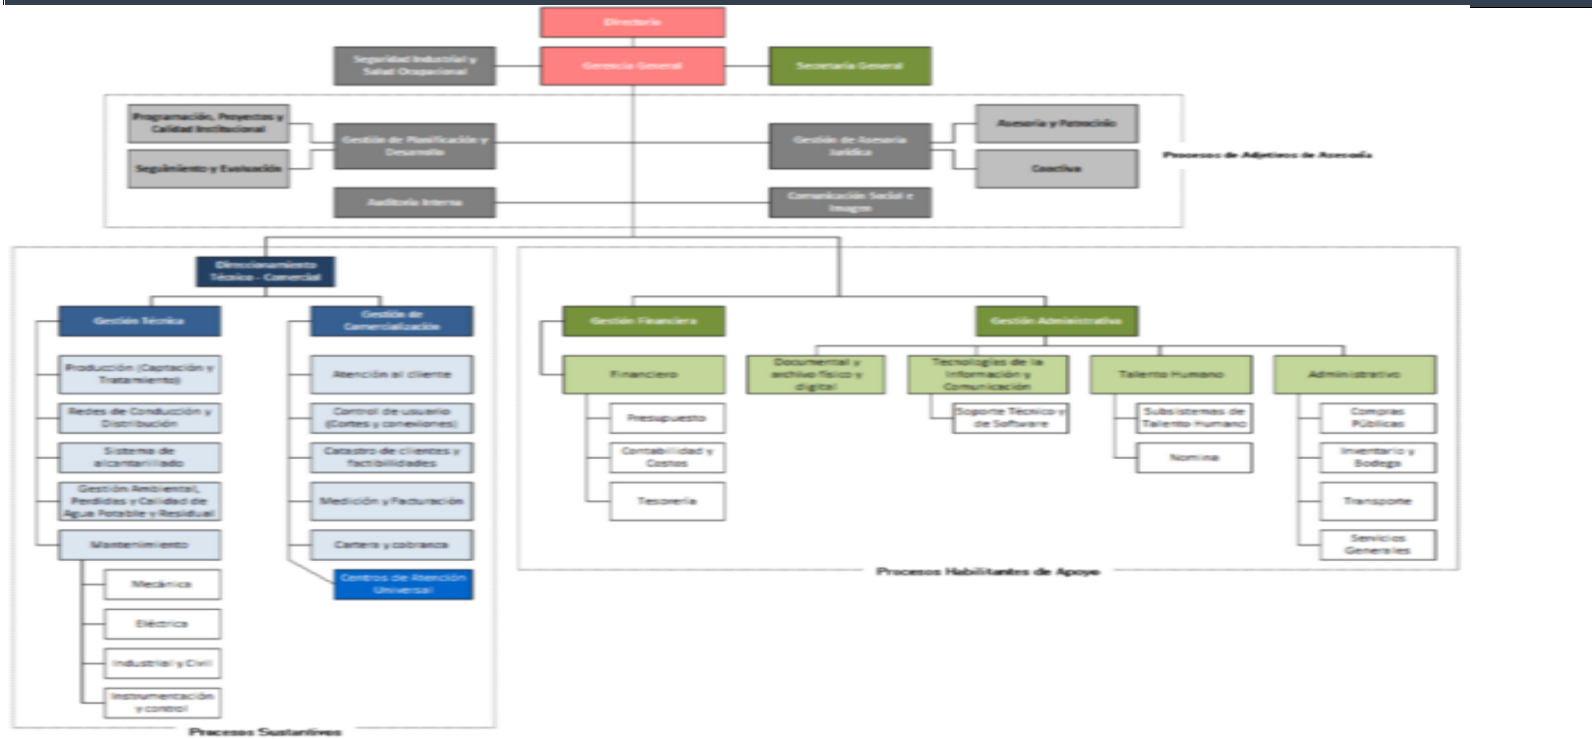 Directorio
Seguridad Industrial y
Salud Ocupacional
Gerencia General
Secretaría General
Programación, Proyectos y
Calidad Institucional
Seguimiento y Evaluación
Gestión de Planificación y
Desarrollo
Gestión de Asesoría
Jurídica
Asesoría y Patrocinio
Coactiva
Procesos de Adjetivos de Asesoría
Auditoría Interna
Comunicación Social e
Imagen
Direccionamiento
Técnico - Comercial
Gestión Técnica
Gestión de
Comercialización
Gestión Financiera
Gestión Administrativa
Producción (Captación y
Tratamiento)
Redes de Conducción y
Distribución
Sistema de
alcantarillado
Gestión Ambiental,
Perdidas y Calidad de
Agua Potable y Residual
Mantenimiento
Mecánica
Eléctrica
Industrial y Civil
Instrumentación
y control
Atención al cliente
Control de usuario
(Cortes y conexiones)
Catastro de clientes y
factibilidades
Medición y Facturación
Cartera y cobranza
Centros de Atención
Universal
Procesos Sustantivos
Financiero
Presupuesto
Contabilidad y
Costos
Tesorería
Documental y
archivo físico y
digital
Tecnologías de la
Información y
Comunicación
Soporte Técnico y
de Software
Talento Humano
Subsistemas de
Talento Humano
Nomina
Administrativo
Compras
Públicas
Inventario y
Bodega
Transporte
Servicios
Generales
Procesos Habilitantes de Apoyo